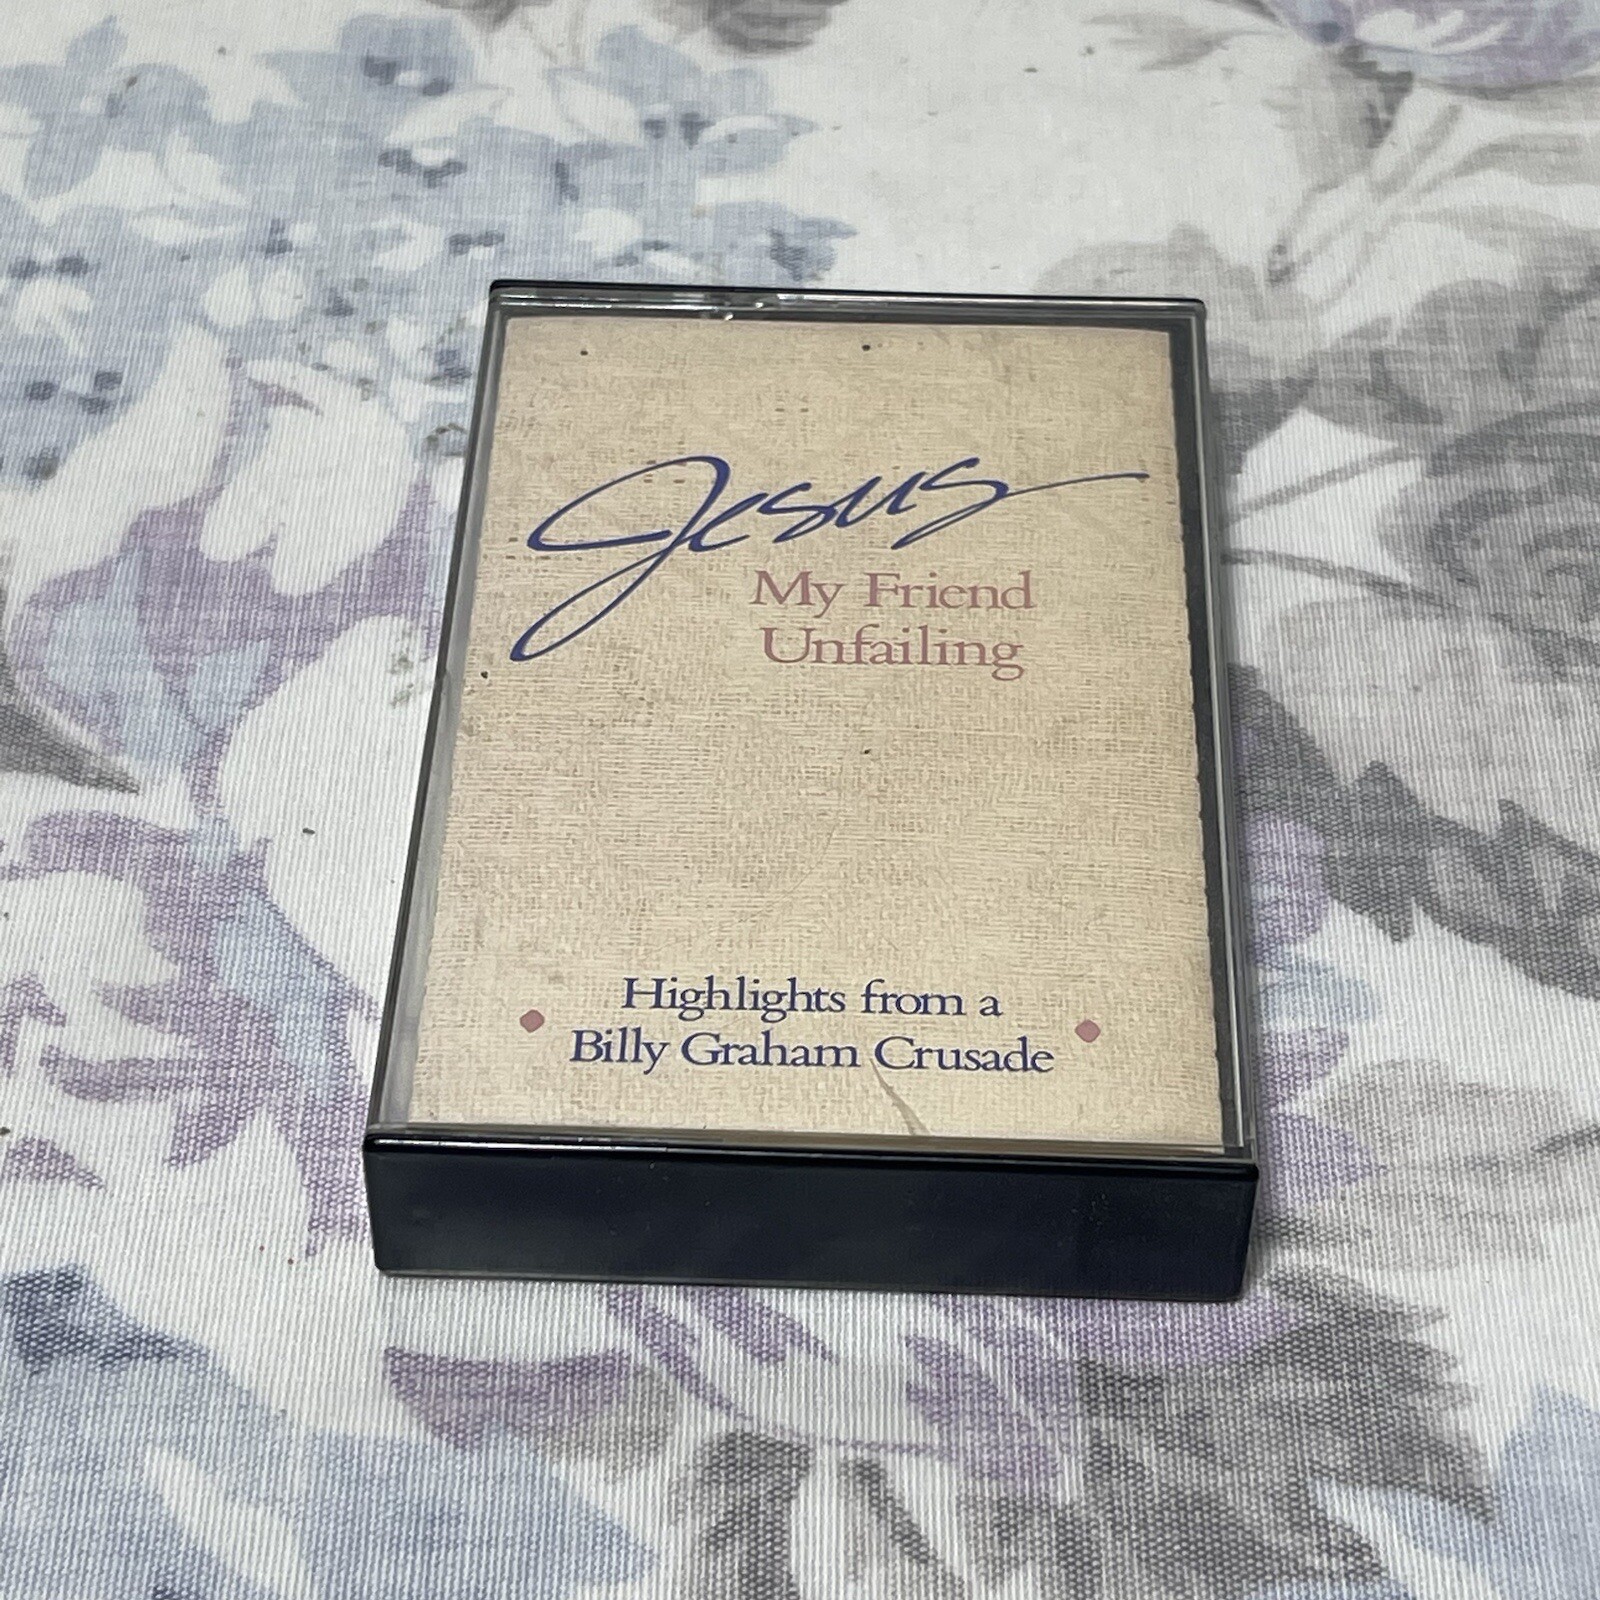 Jesus
My Friend
Unfailing
Highlights from a
Billy Graham Crusade